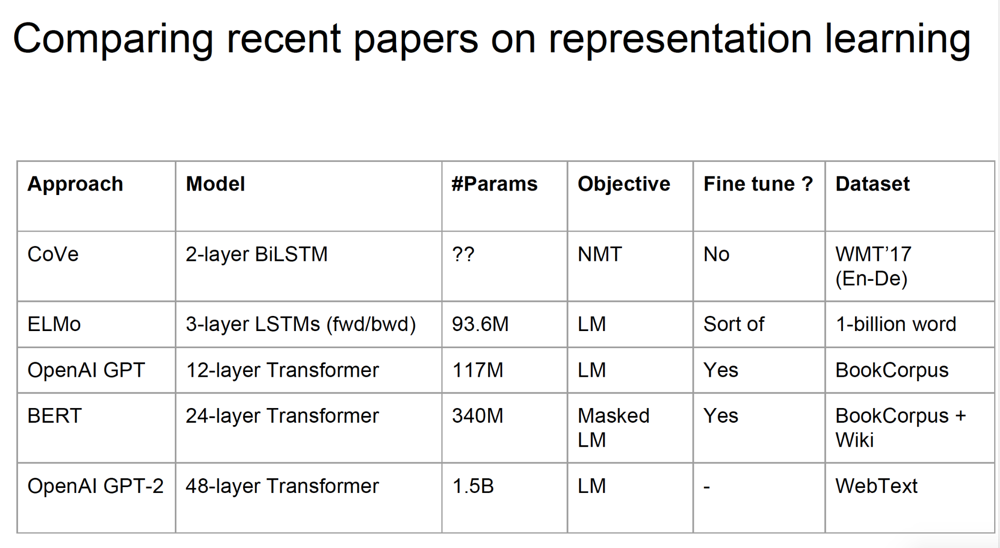 Comparing recent papers on representation learning
Approach Model #Params Objective Fine tune ? Dataset
CoVe 2-layer BiLSTM ?? NMT No WMT’17
(En-De)
ELMo 3-layer LSTMs (fwd/bwd) 93.6M LM Sort of 1-billion word
OpenAI GPT 12-layer Transformer 117M LM Yes BookCorpus
BERT 24-layer Transformer 340M Masked Yes BookCorpus +
LM Wiki
OpenAI GPT-2 48-layer Transformer 1.5B LM - WebText